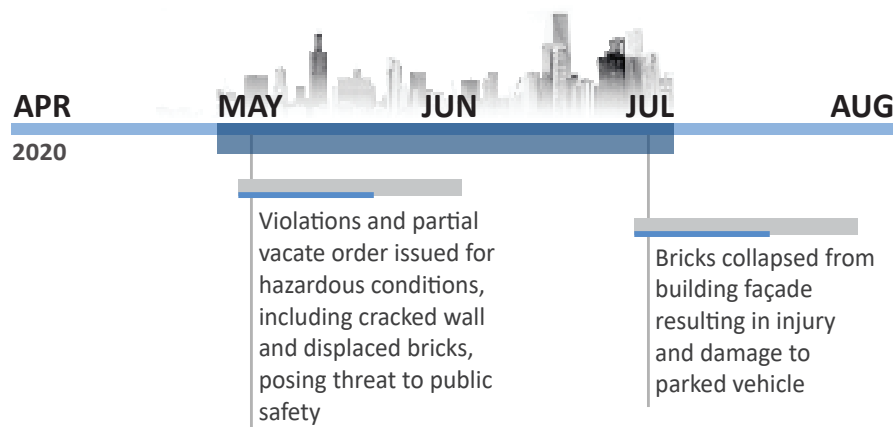 APR MAY JUN JUL AUG
2020
Violations and partial
vacate order issued for
hazardous conditions,
including cracked wall
and displaced bricks,
posing threat to public
safety
Bricks collapsed from
building façade
resulting in injury
and damage to
parked vehicle